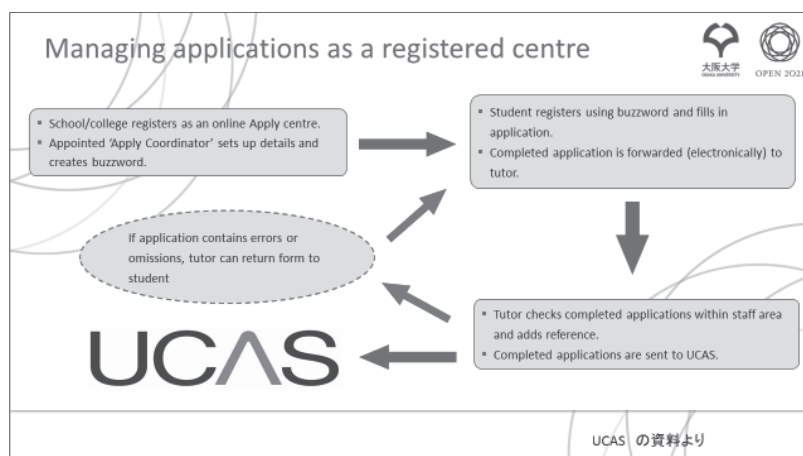 Managing applications as a registered centre
大阪大学
OSAKA UNIVERSITY
OPEN 2021
▪ School/college registers as an online Apply centre.
▪ Appointed ‘Apply Coordinator’ sets up details and
creates buzzword.
▪ Student registers using buzzword and fills in
application.
▪ Completed application is forwarded (electronically) to
tutor.
If application contains errors or
omissions, tutor can return form to
student
▪ Tutor checks completed applications within staff area
and adds reference.
▪ Completed applications are sent to UCAS.
UCAS
UCAS の資料より